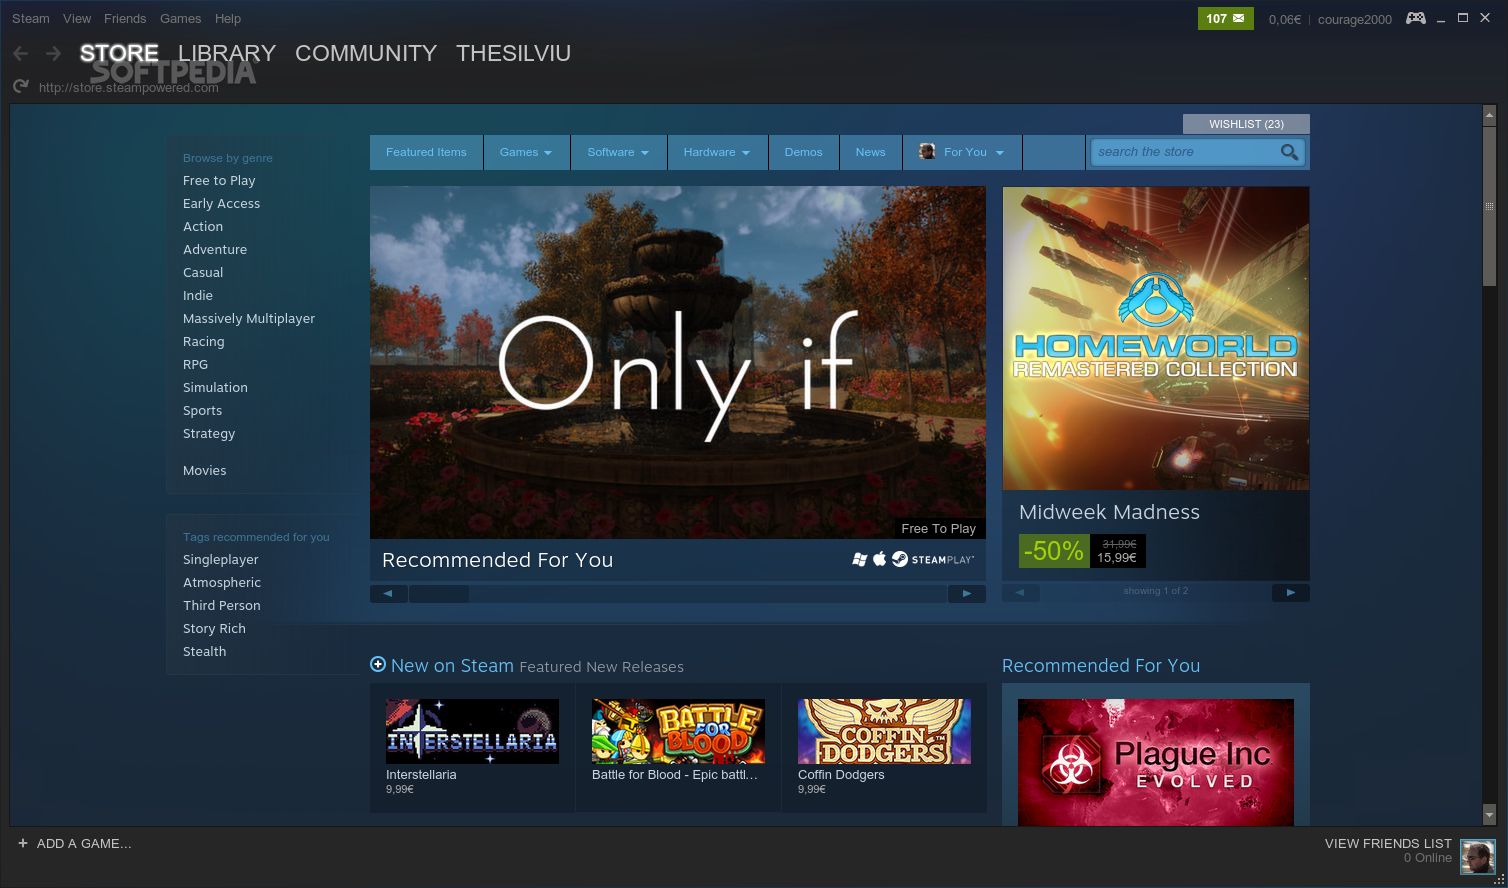 Steam View Friends Games Help
107
0,06€ | courage2000
STORE LIBRARY COMMUNITY THESILVIU
SOFTPEDIA
http://store.steampowered.com
WISHLIST (23)
Featured Items Games Software Hardware Demos News For You
search the store
Browse by genre
Free to Play
Early Access
Action
Adventure
Casual
Indie
Massively Multiplayer
Racing
RPG
Simulation
Sports
Strategy
Movies
Tags recommended for you
Singleplayer
Atmospheric
Third Person
Story Rich
Stealth
Only if
Free To Play
Recommended For You
STEAMPLAY™
HOMEWORLD
REMASTERED COLLECTION
Midweek Madness
-50%
31,99€
15,99€
showing 1 of 2
New on Steam Featured New Releases
INTERSTELLARIA
Interstellaria
9,99€
BATTLE
FOR
BLOOD
Battle for Blood - Epic battl...
COFFIN
DODGERS™
Coffin Dodgers
9,99€
Recommended For You
Plague Inc
EVOLVED
+ ADD A GAME...
VIEW FRIENDS LIST
0 Online